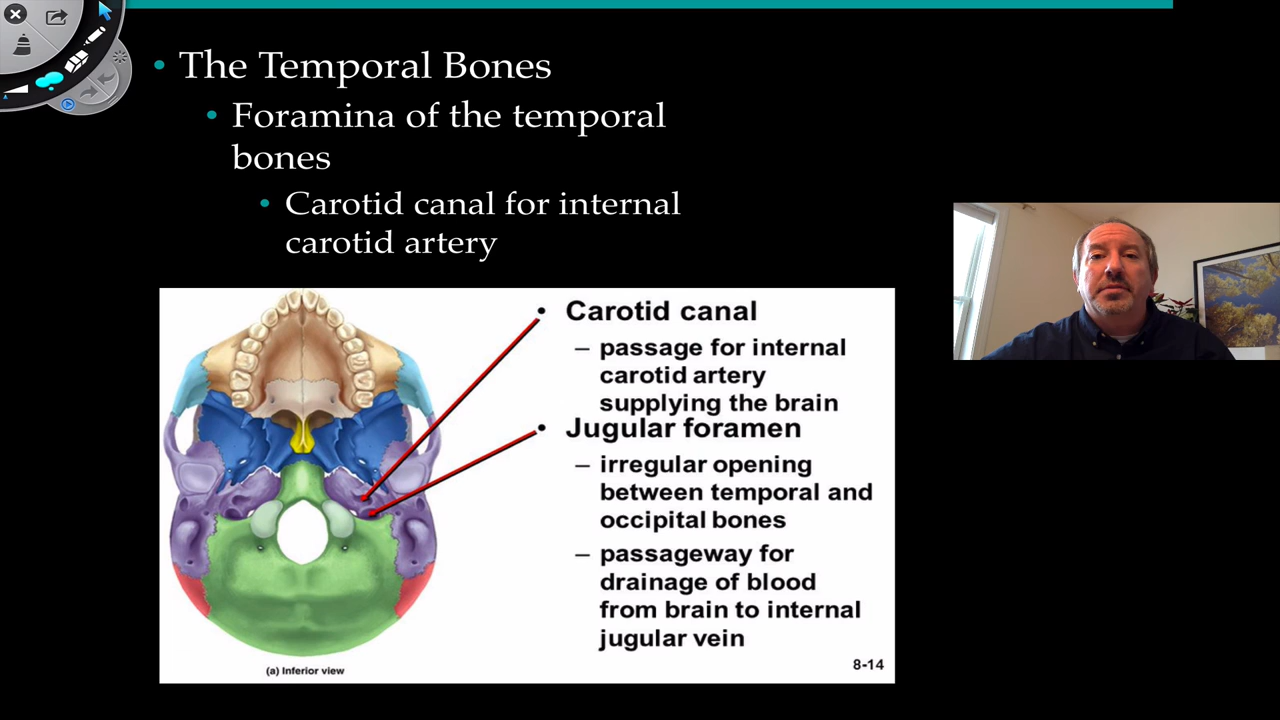 • The Temporal Bones
• Foramina of the temporal
bones
• Carotid canal for internal
carotid artery
• Carotid canal
– passage for internal
carotid artery
supplying the brain
• Jugular foramen
– irregular opening
between temporal and
occipital bones
– passageway for
drainage of blood
from brain to internal
jugular vein
(a) Inferior view
8-14